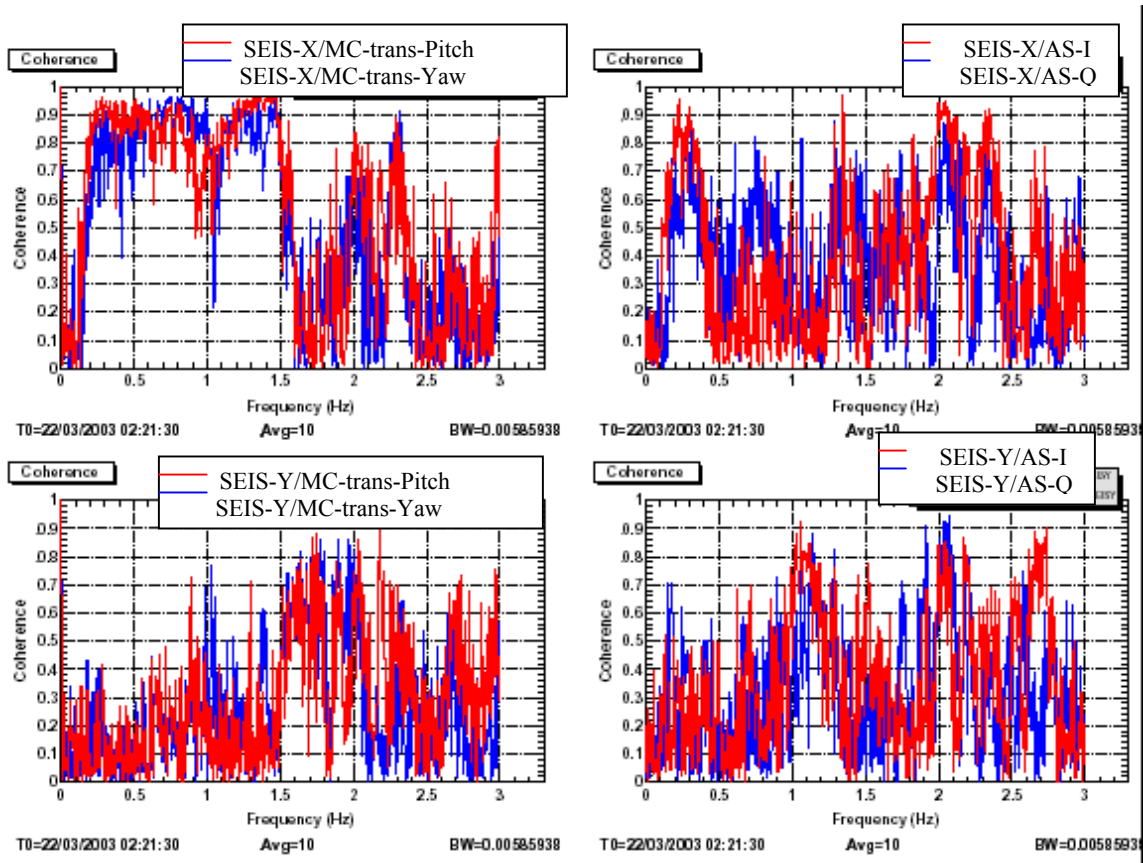 Coherence
SEIS-X/MC-trans-Pitch
SEIS-X/MC-trans-Yaw
1
0.9
0.8
0.7
0.6
0.5
0.4
0.3
0.2
0.1
0
Coherence
0 0.5 1 1.5 2 2.5 3
Frequency (Hz)
T0=22/03/2003 02:21:30 Avg=10 BW=0.00585938
Coherence
SEIS-X/AS-I
SEIS-X/AS-Q
1
0.9
0.8
0.7
0.6
0.5
0.4
0.3
0.2
0.1
0
Coherence
0 0.5 1 1.5 2 2.5 3
Frequency (Hz)
T0=22/03/2003 02:21:30 Avg=10 BW=0.00585938
Coherence
SEIS-Y/MC-trans-Pitch
SEIS-Y/MC-trans-Yaw
1
0.9
0.8
0.7
0.6
0.5
0.4
0.3
0.2
0.1
0
Coherence
0 0.5 1 1.5 2 2.5 3
Frequency (Hz)
T0=22/03/2003 02:21:30 Avg=10 BW=0.00585938
Coherence
SEIS-Y/AS-I
SEIS-Y/AS-Q
1
0.9
0.8
0.7
0.6
0.5
0.4
0.3
0.2
0.1
0
Coherence
0 0.5 1 1.5 2 2.5 3
Frequency (Hz)
T0=22/03/2003 02:21:30 Avg=10 BW=0.00585938